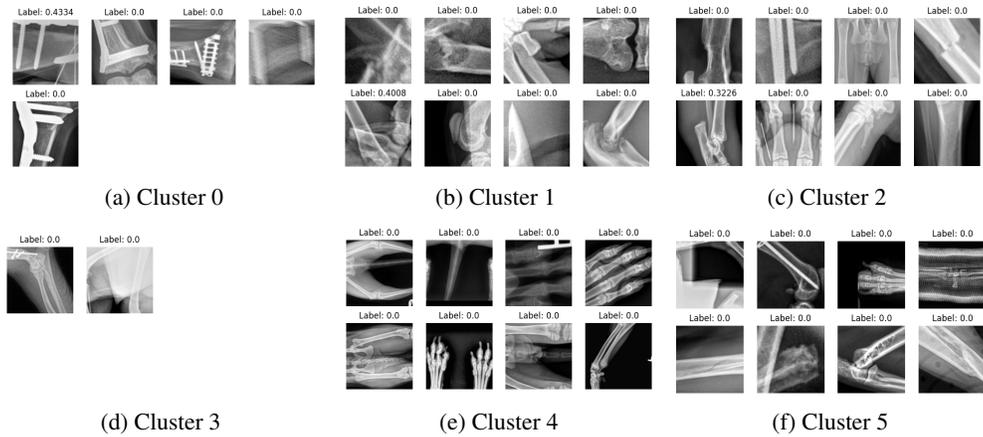 Label: 0.4334 Label: 0.0 Label: 0.0 Label: 0.0
Label: 0.0
(a) Cluster 0
Label: 0.0 Label: 0.0 Label: 0.0 Label: 0.0
Label: 0.4008 Label: 0.0 Label: 0.0 Label: 0.0
(b) Cluster 1
Label: 0.0 Label: 0.0 Label: 0.0 Label: 0.0
Label: 0.3226 Label: 0.0 Label: 0.0 Label: 0.0
(c) Cluster 2
Label: 0.0 Label: 0.0
(d) Cluster 3
Label: 0.0 Label: 0.0 Label: 0.0 Label: 0.0
Label: 0.0 Label: 0.0 Label: 0.0 Label: 0.0
(e) Cluster 4
Label: 0.0 Label: 0.0 Label: 0.0 Label: 0.0
Label: 0.0 Label: 0.0 Label: 0.0 Label: 0.0
(f) Cluster 5